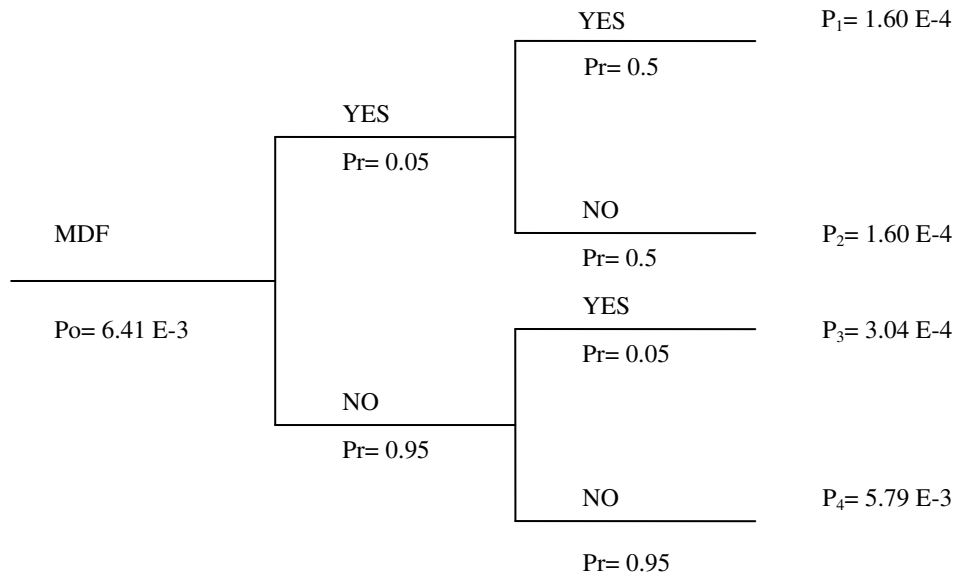 YES
P₁= 1.60 E-4
Pr= 0.5
YES
Pr= 0.05
NO
MDF
P₂= 1.60 E-4
Pr= 0.5
YES
Po= 6.41 E-3
P₃= 3.04 E-4
Pr= 0.05
NO
Pr= 0.95
NO
P₄= 5.79 E-3
Pr= 0.95